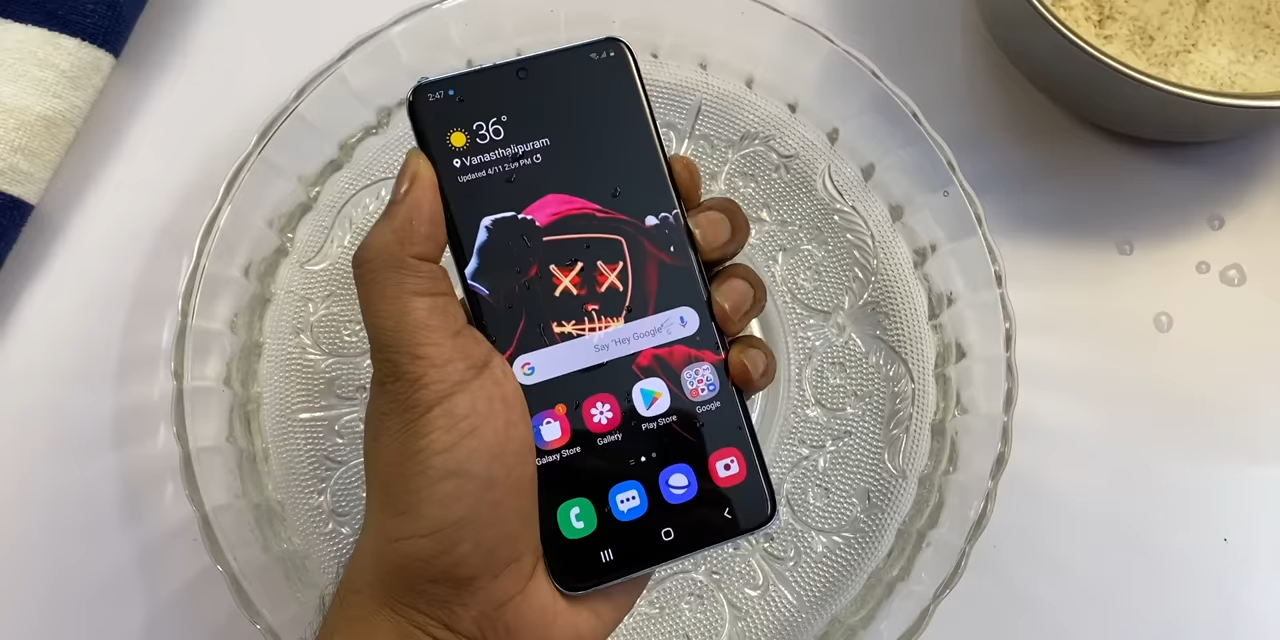 2:47
36°
Vanasthalipuram
Updated 4/11 2:09 PM
Say "Hey Google"
G
1
Galaxy Store
Gallery
Play Store
Google